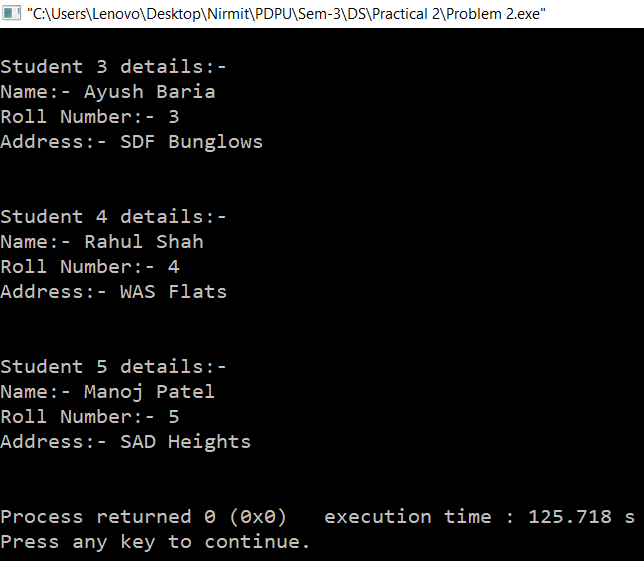 "C:\Users\Lenovo\Desktop\Nirmit\PDPU\Sem-3\DS\Practical 2\Problem 2.exe"
Student 3 details:-
Name:- Ayush Baria
Roll Number:- 3
Address:- SDF Bunglows
Student 4 details:-
Name:- Rahul Shah
Roll Number:- 4
Address:- WAS Flats
Student 5 details:-
Name:- Manoj Patel
Roll Number:- 5
Address:- SAD Heights
Process returned 0 (0x0)   execution time : 125.718 s
Press any key to continue.